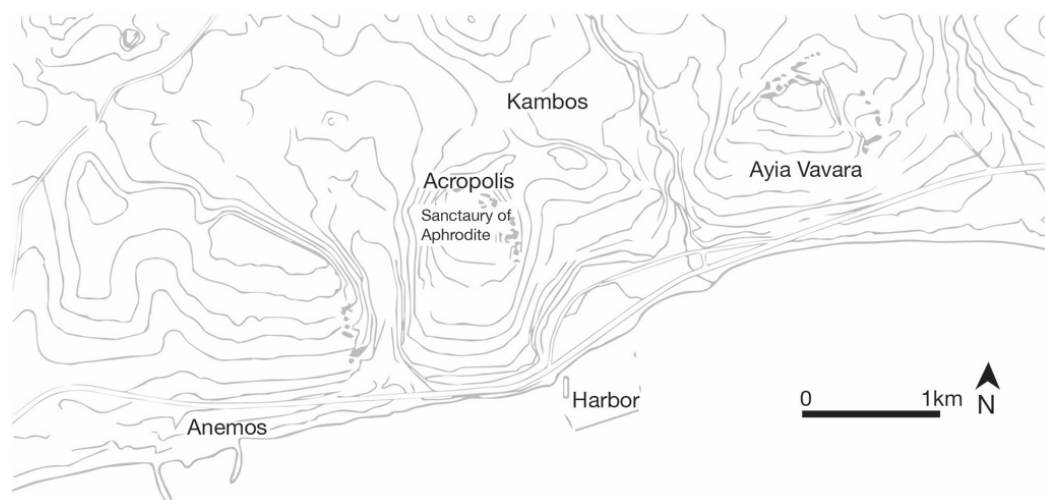 Kambos
Ayia Vavara
Acropolis
Sanctaury of
Aphrodite
Harbor
Anemos
0 1km
N